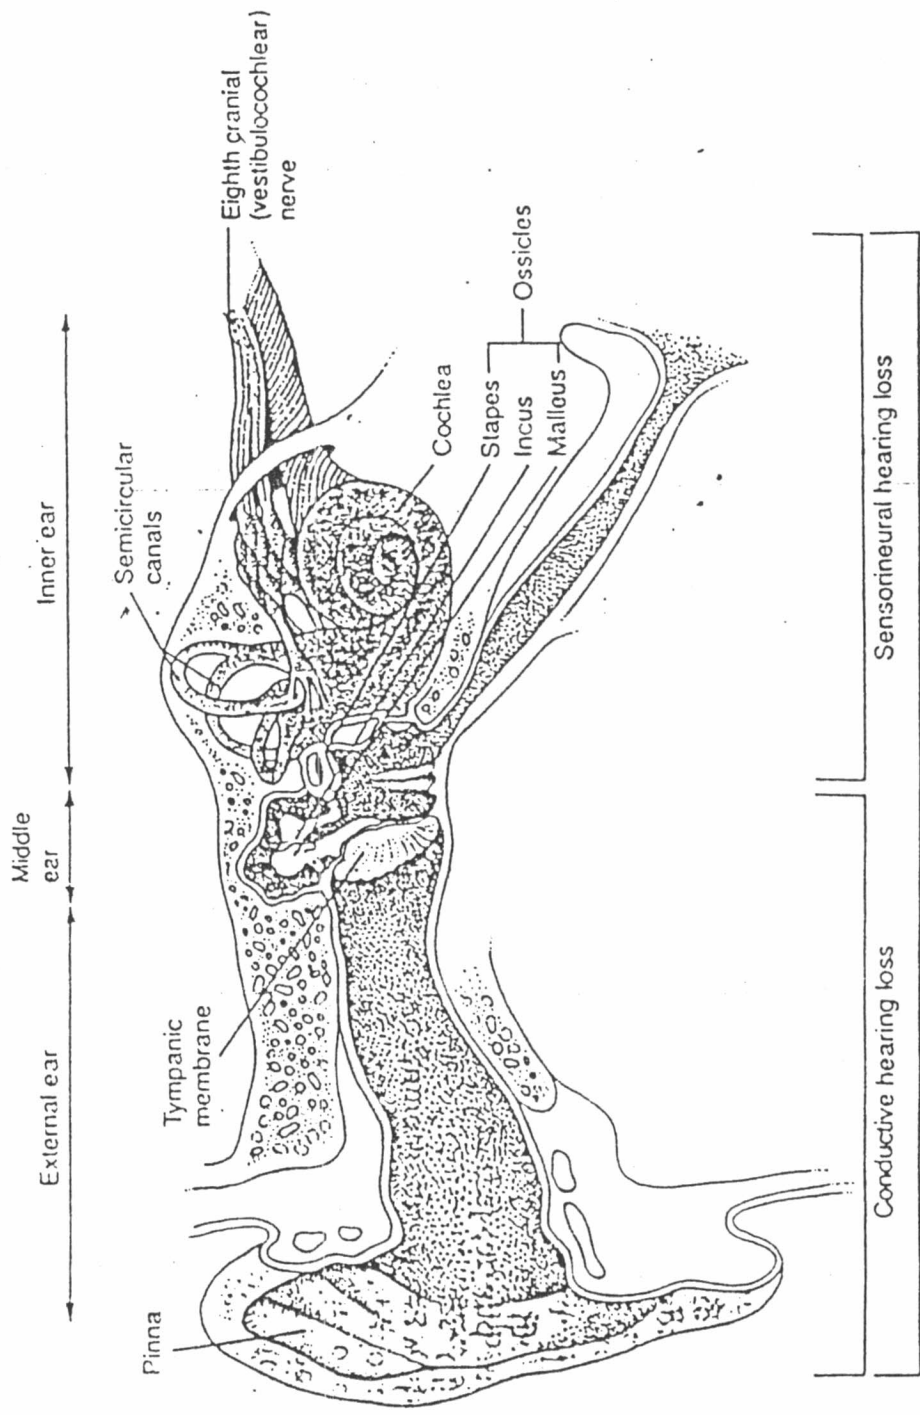 External ear
Middle
ear
Inner ear
Pinna
Tympanic
membrane
Semicircular
canals
Eighth cranial
(vestibulocochlear)
nerve
Cochlea
Stapes
Incus
Malleus
Ossicles
Conductive hearing loss
Sensorineural hearing loss